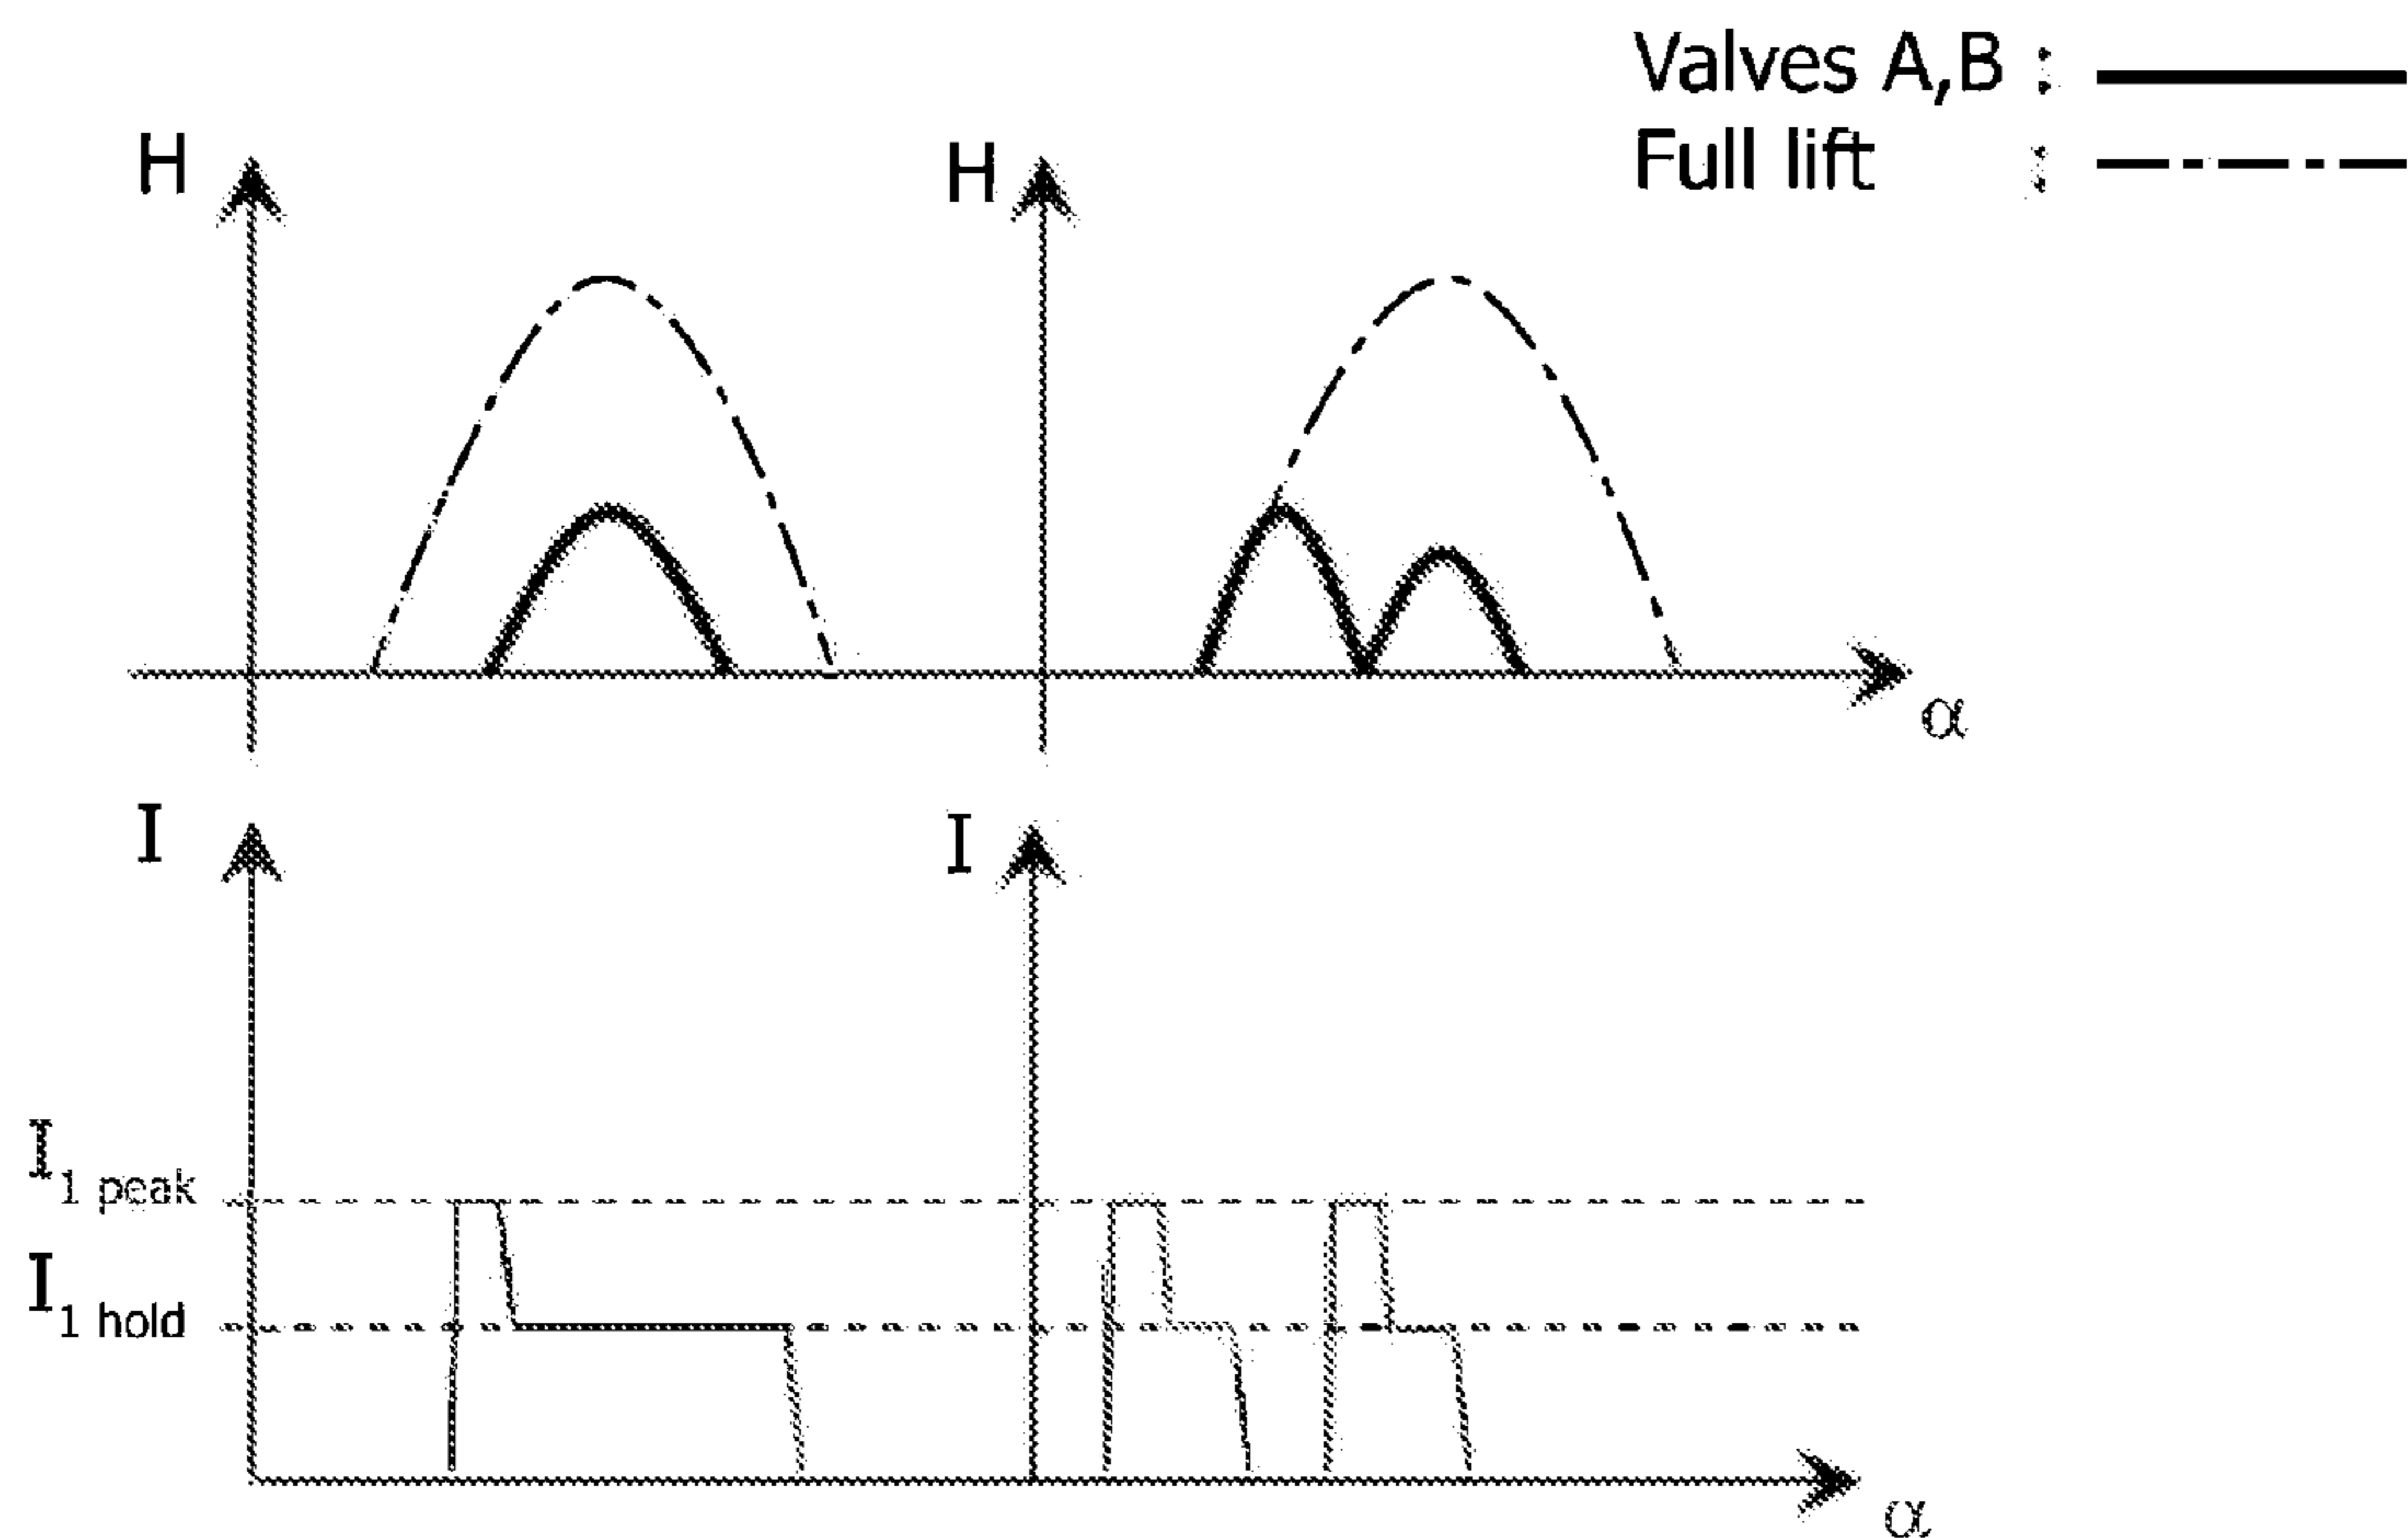 Valves A,B :
Full lift :
H
H
α
I
I
I1 peak
I1 hold
α